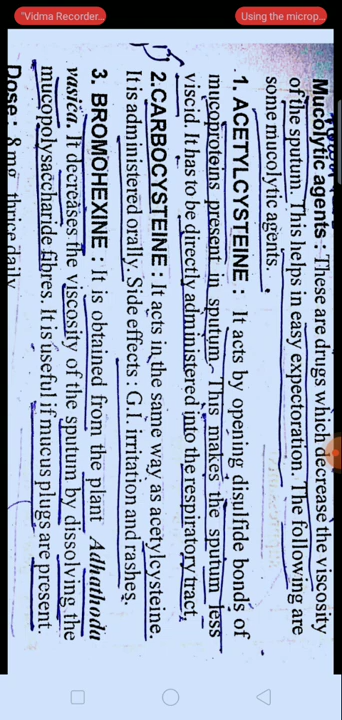 "Vidma Recorder...
Using the microp...
Mucolytic agents : These are drugs which decrease the viscosity
of the sputum. This helps in easy expectoration. The following are
some mucolytic agents.
1. ACETYLCYSTEINE : It acts by opening disulfide bonds of
mucoproteins present in sputum. This makes the sputum less
viscid. It has to be directly administered into the respiratory tract,
2.CARBOCYSTEINE : It acts in the same way as acetylcysteine.
It is administered orally. Side effects : G.I. irritation and rashes.
3. BROMOHEXINE : It is obtained from the plant Adhathoda
vasica. It decreases the viscosity of the sputum by dissolving the
mucopolysaccharide fibres. It is useful if mucus plugs are present.
Dose : 8 mg thrice daily